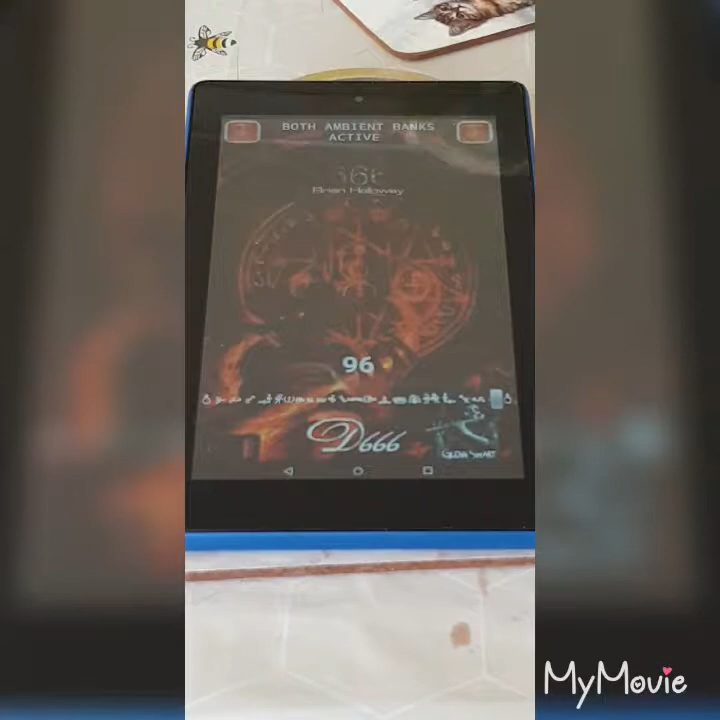 BOTH AMBIENT BANKS
ACTIVE
Brian Holloway
96
D666
MyMovie